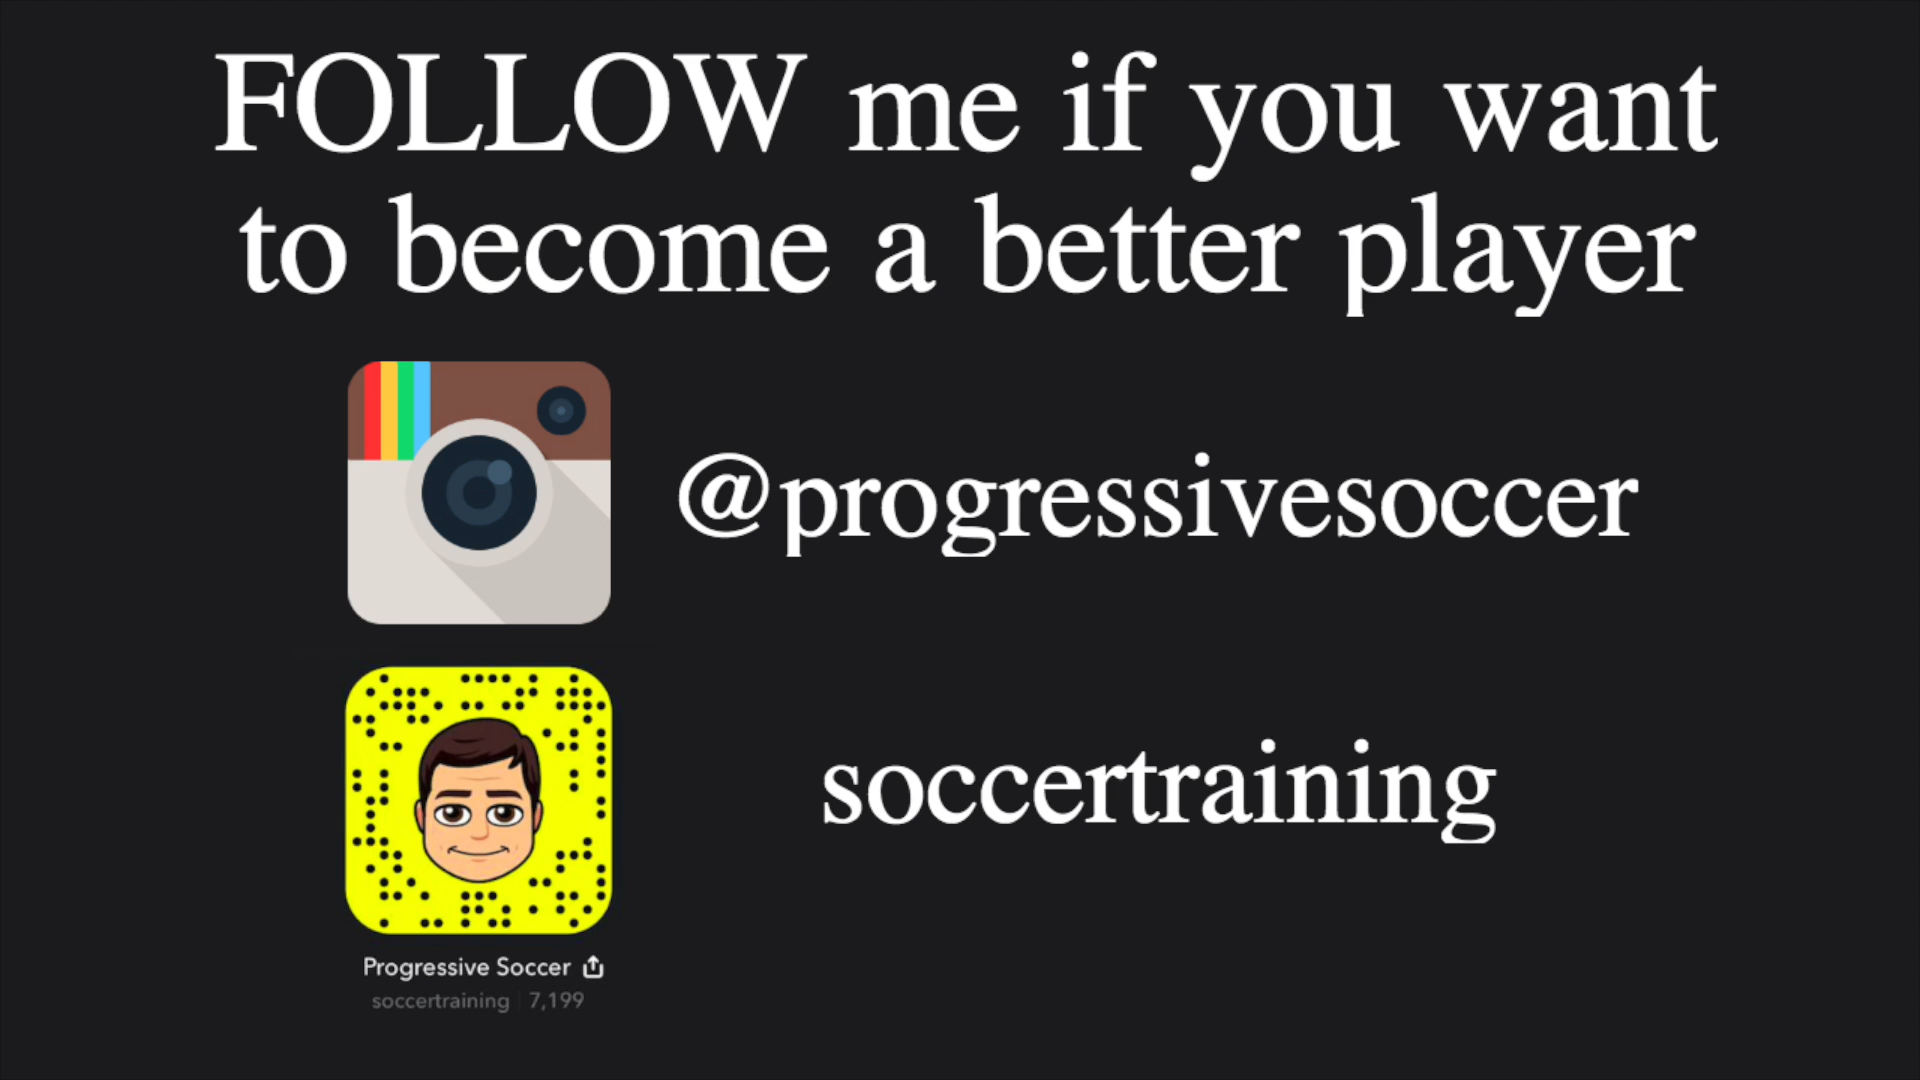 FOLLOW me if you want
to become a better player
@progressivesoccer
soccertraining
Progressive Soccer
soccertraining 7,199